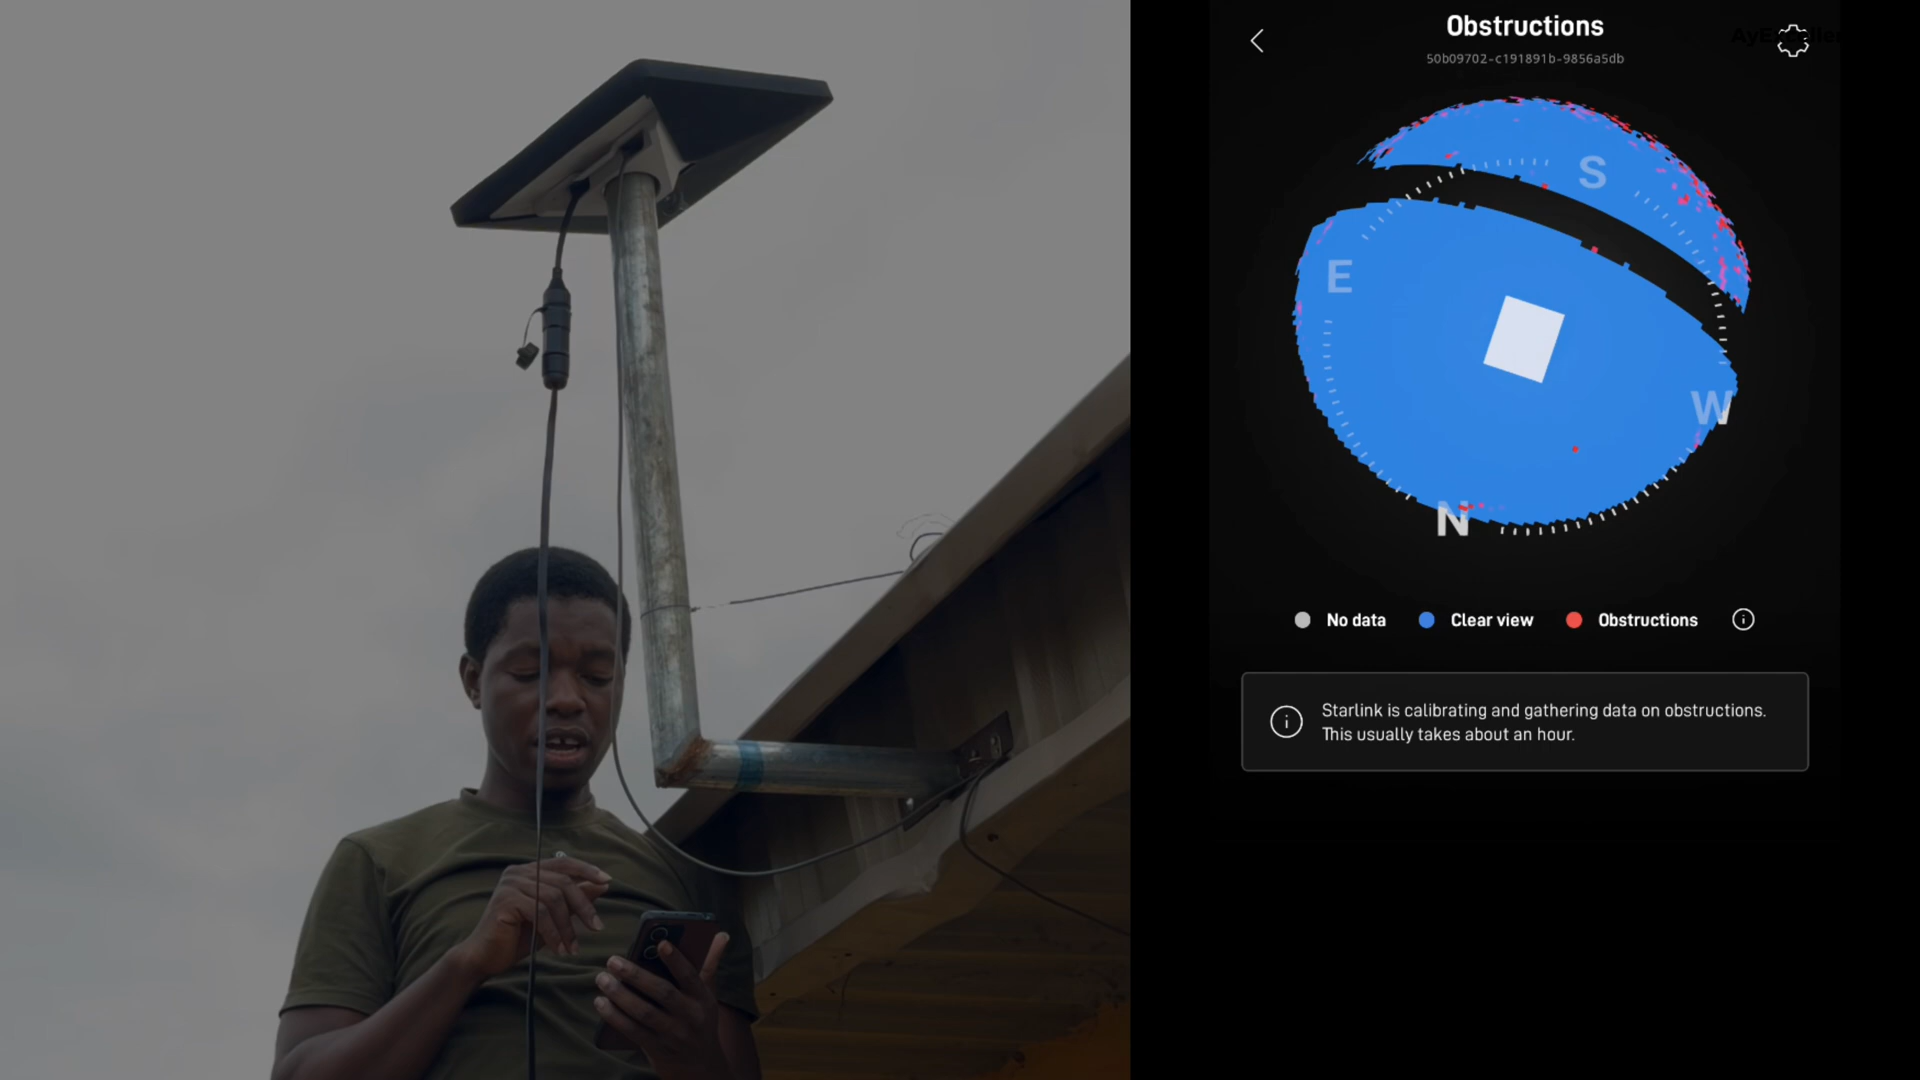 Obstructions
50b09702-c191891b-9856a5db
S
E
W
N
No data
Clear view
Obstructions
Starlink is calibrating and gathering data on obstructions.
This usually takes about an hour.